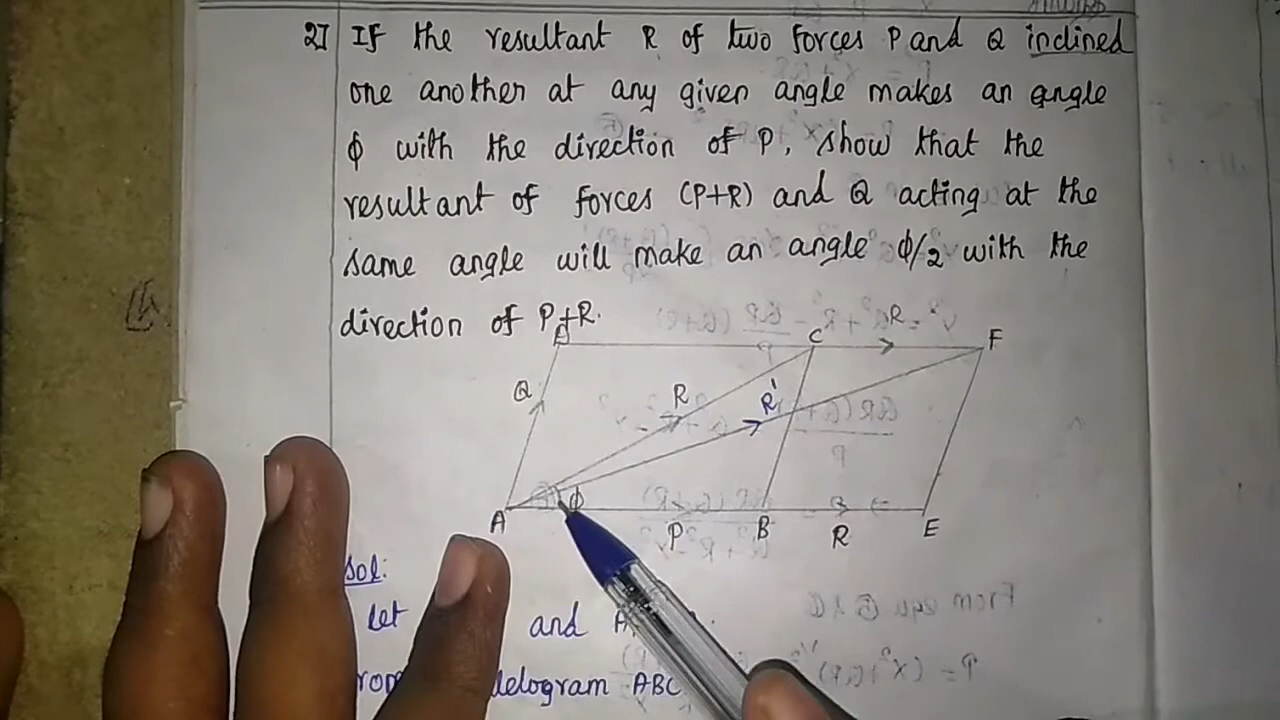 2] If the resultant R of two forces P and Q inclined
one another at any given angle makes an angle
ϕ with the direction of P, show that the
resultant of forces (P+R) and Q acting at the
same angle will make an angle ϕ/2 with the
direction of P+R.
C R F
Q R R'
ϕ
A P B R E
Sol:
let and
delogram ABC